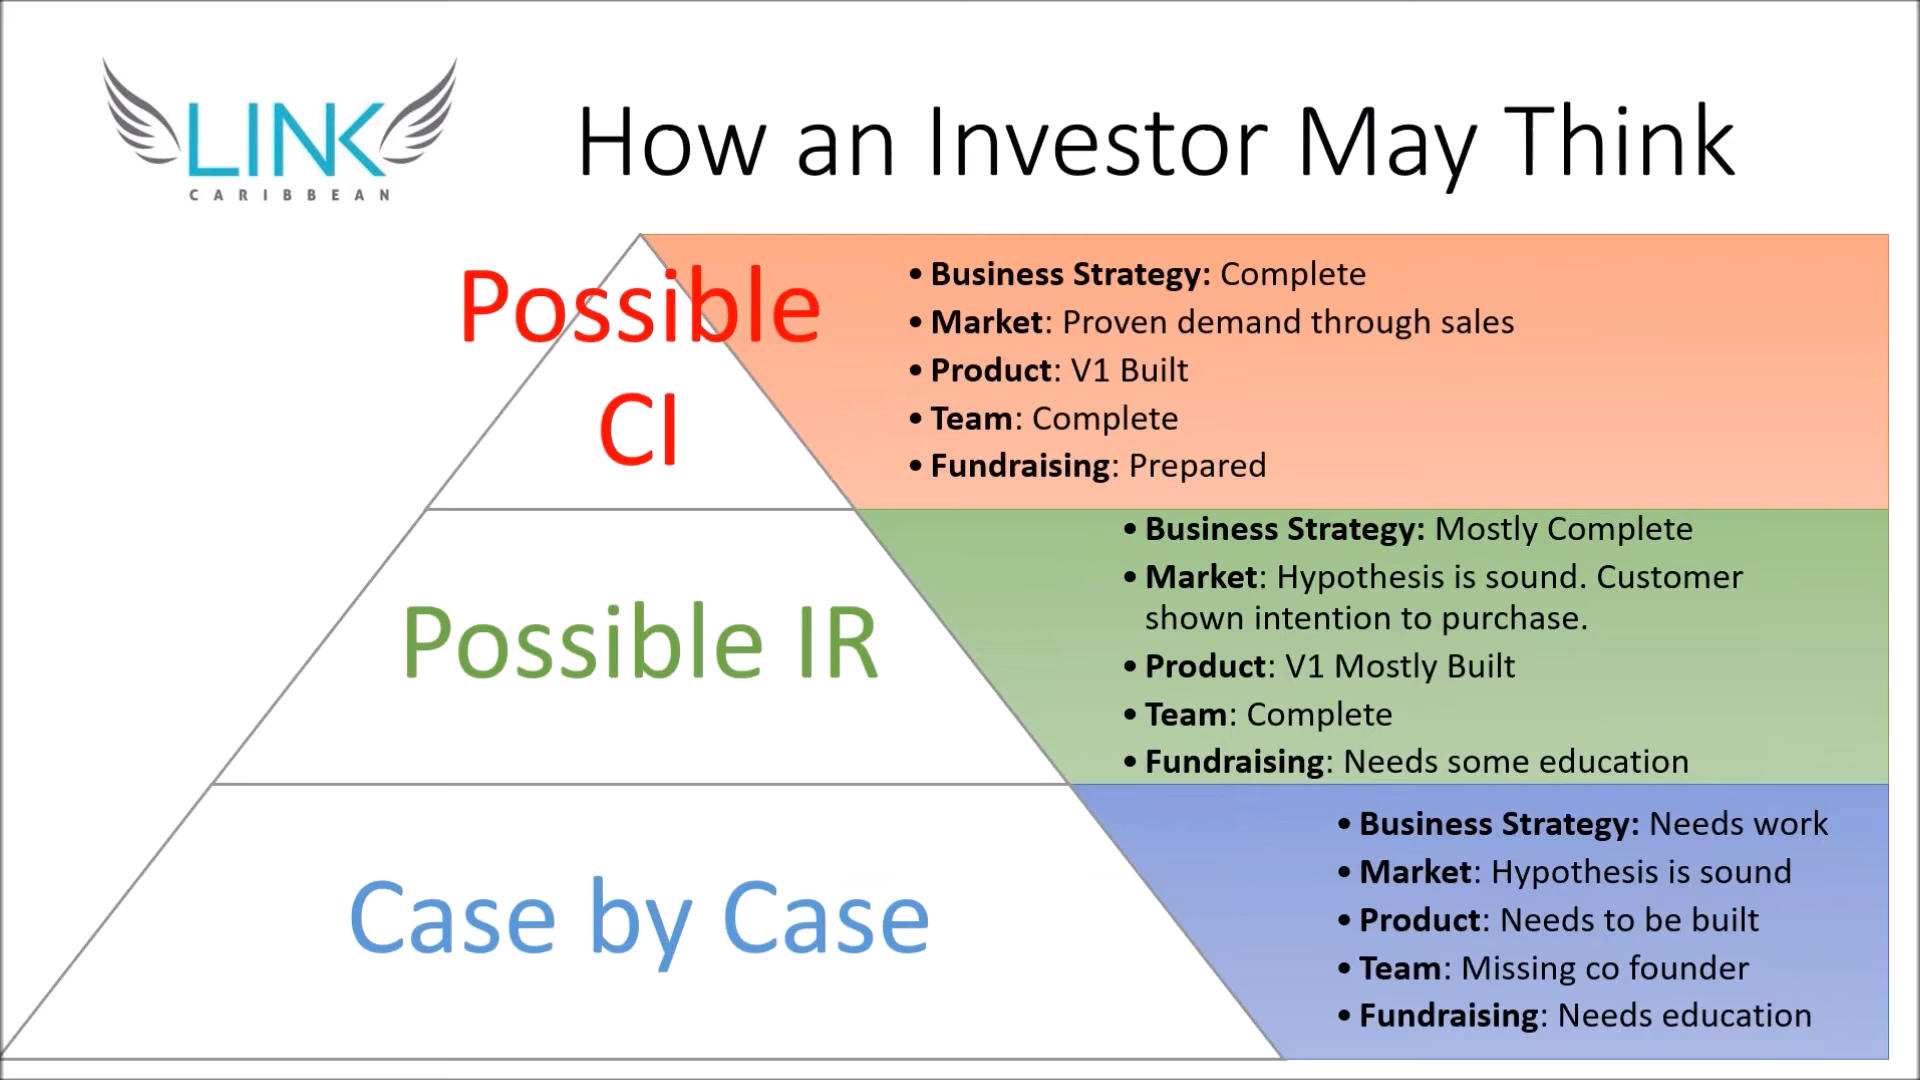 LINK
CARIBBEAN
How an Investor May Think
Possible
CI
• Business Strategy: Complete
• Market: Proven demand through sales
• Product: V1 Built
• Team: Complete
• Fundraising: Prepared
Possible IR
• Business Strategy: Mostly Complete
• Market: Hypothesis is sound. Customer
shown intention to purchase.
• Product: V1 Mostly Built
• Team: Complete
• Fundraising: Needs some education
Case by Case
• Business Strategy: Needs work
• Market: Hypothesis is sound
• Product: Needs to be built
• Team: Missing co founder
• Fundraising: Needs education